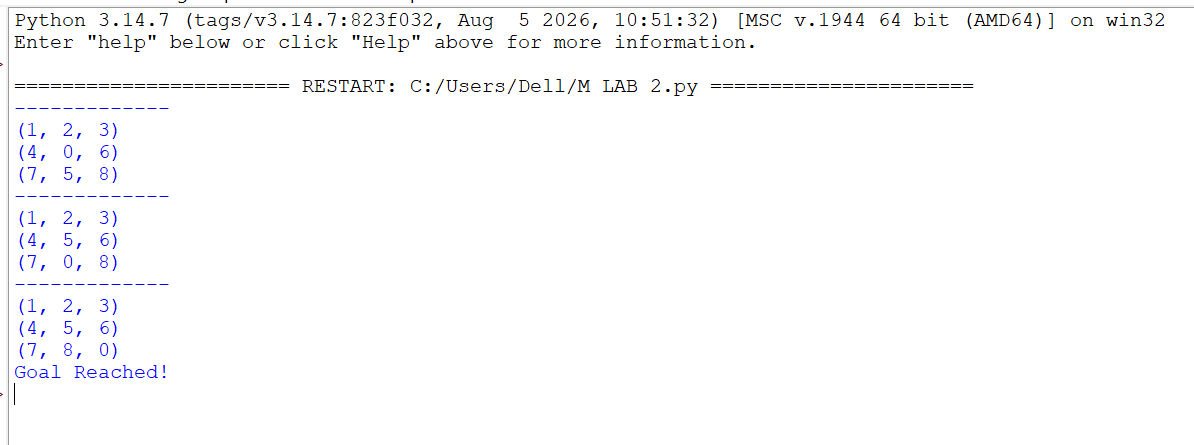 Python 3.14.7 (tags/v3.14.7:823f032, Aug  5 2026, 10:51:32) [MSC v.1944 64 bit (AMD64)] on win32
Enter "help" below or click "Help" above for more information.
======================= RESTART: C:/Users/Dell/M LAB 2.py ======================
-------------
(1, 2, 3)
(4, 0, 6)
(7, 5, 8)
-------------
(1, 2, 3)
(4, 5, 6)
(7, 0, 8)
-------------
(1, 2, 3)
(4, 5, 6)
(7, 8, 0)
Goal Reached!